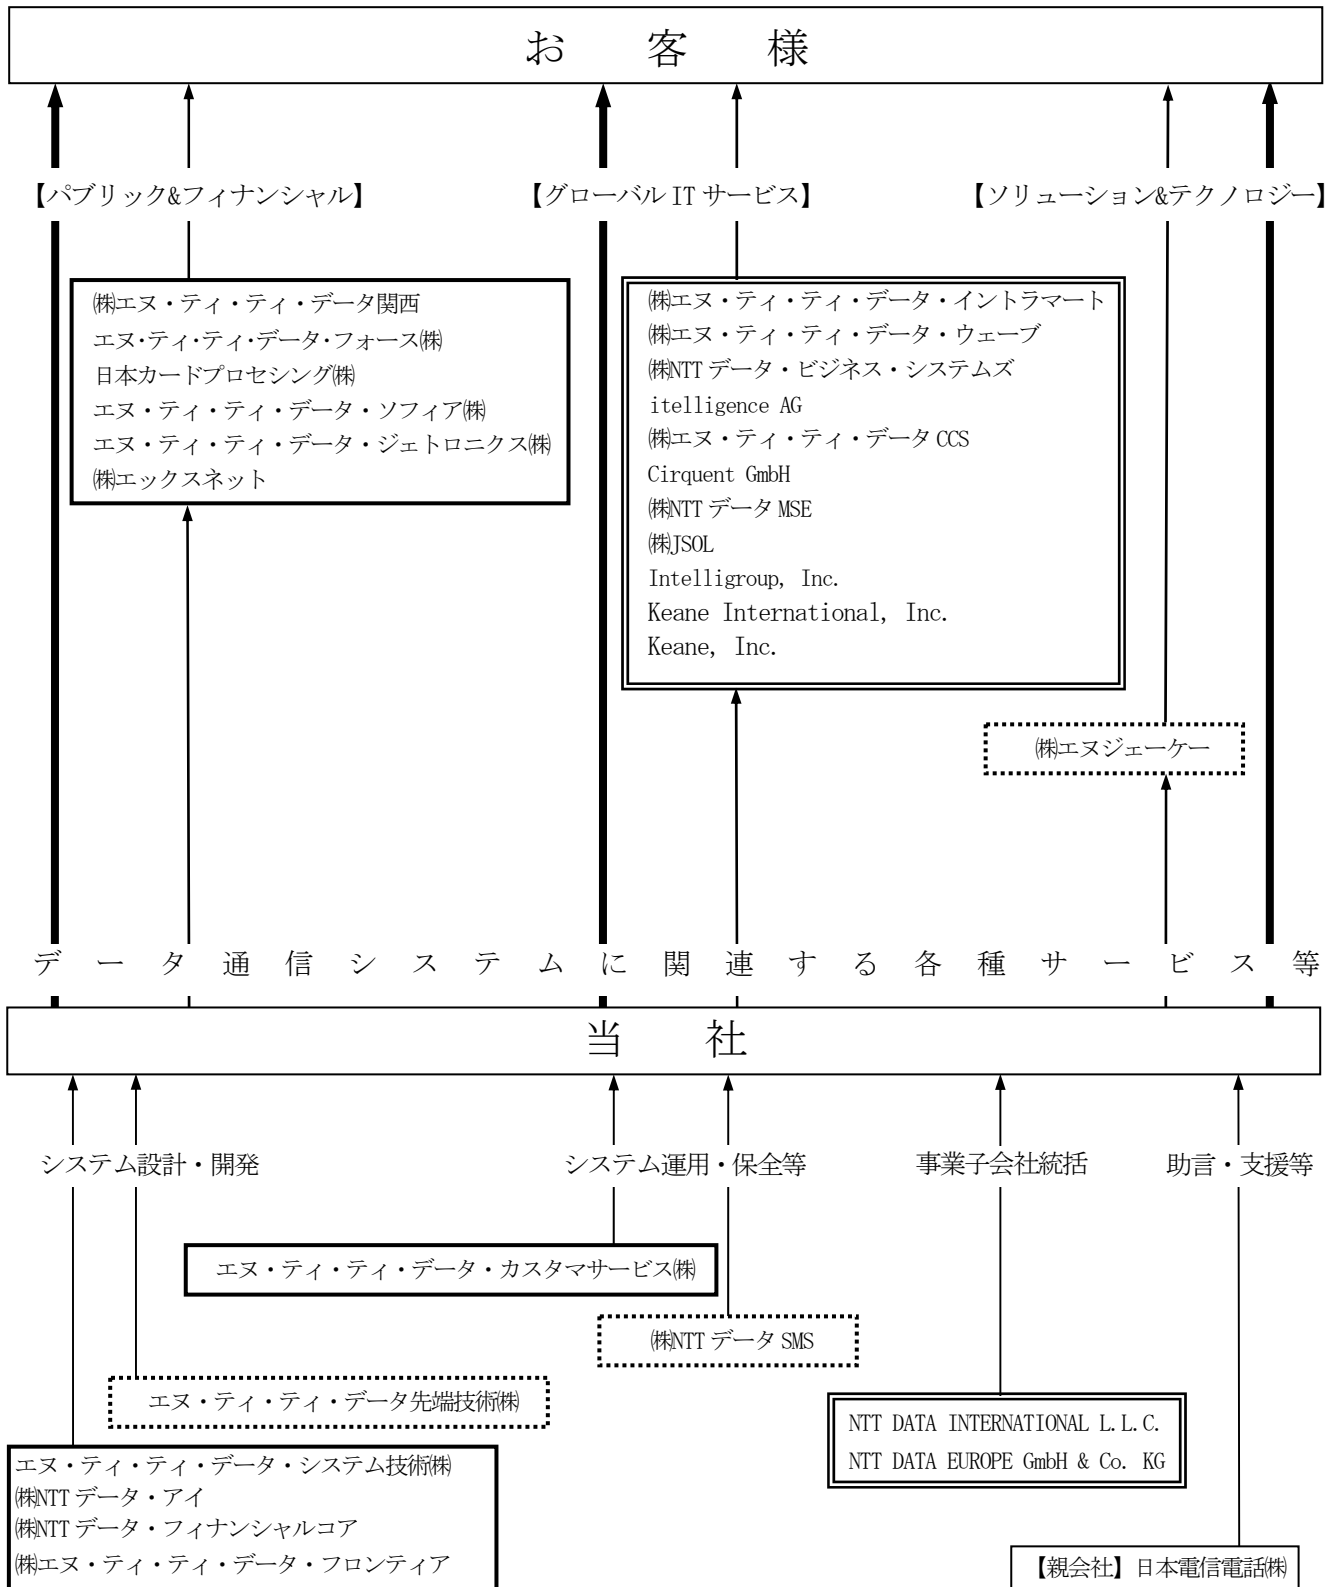 お客様
【パブリック&フィナンシャル】
【グローバル IT サービス】
【ソリューション&テクノロジー】
㈱エヌ・ティ・ティ・データ関西
エヌ・ティ・ティ・データ・フォース㈱
日本カードプロセシング㈱
エヌ・ティ・ティ・データ・ソフィア㈱
エヌ・ティ・ティ・データ・ジェトロニクス㈱
㈱エックスネット
㈱エヌ・ティ・ティ・データ・イントラマート
㈱エヌ・ティ・ティ・データ・ウェーブ
㈱NTT データ・ビジネス・システムズ
itelligence AG
㈱エヌ・ティ・ティ・データ CCS
Cirquent GmbH
㈱NTT データ MSE
㈱JSOL
Intelligroup, Inc.
Keane International, Inc.
Keane, Inc.
㈱エヌジェーケー
データ通信システムに関連する各種サービス等
当社
システム設計・開発
システム運用・保全等
事業子会社統括
助言・支援等
エヌ・ティ・ティ・データ・カスタマサービス㈱
㈱NTT データ SMS
エヌ・ティ・ティ・データ先端技術㈱
NTT DATA INTERNATIONAL L.L.C.
NTT DATA EUROPE GmbH & Co. KG
エヌ・ティ・ティ・データ・システム技術㈱
㈱NTT データ・アイ
㈱NTT データ・フィナンシャルコア
㈱エヌ・ティ・ティ・データ・フロンティア
【親会社】日本電信電話㈱